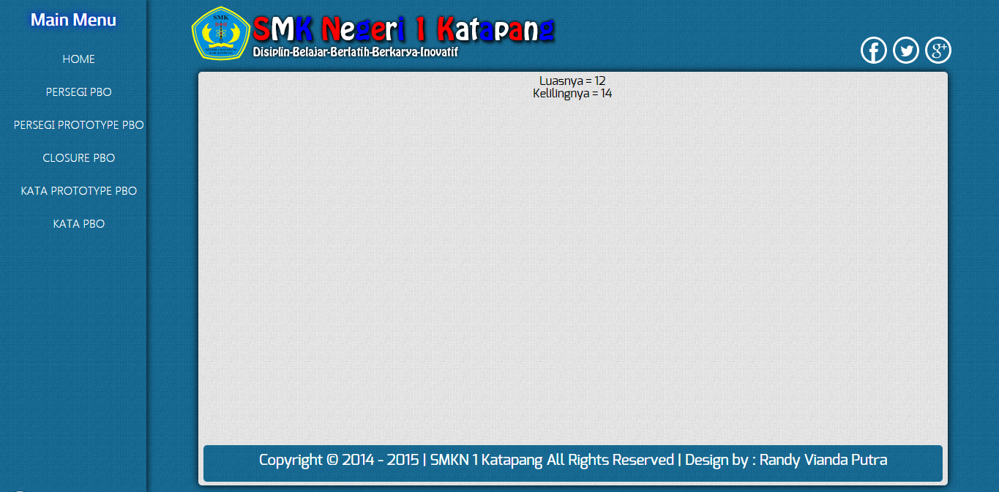 Main Menu
HOME
PERSEGI PBO
PERSEGI PROTOTYPE PBO
CLOSURE PBO
KATA PROTOTYPE PBO
KATA PBO
SMK
SMK Negeri 1 Katapang
Disiplin-Belajar-Berlatih-Berkarya-Inovatif
Luasnya = 12
Kelilingnya = 14
Copyright © 2014 - 2015 | SMKN 1 Katapang All Rights Reserved | Design by : Randy Vianda Putra